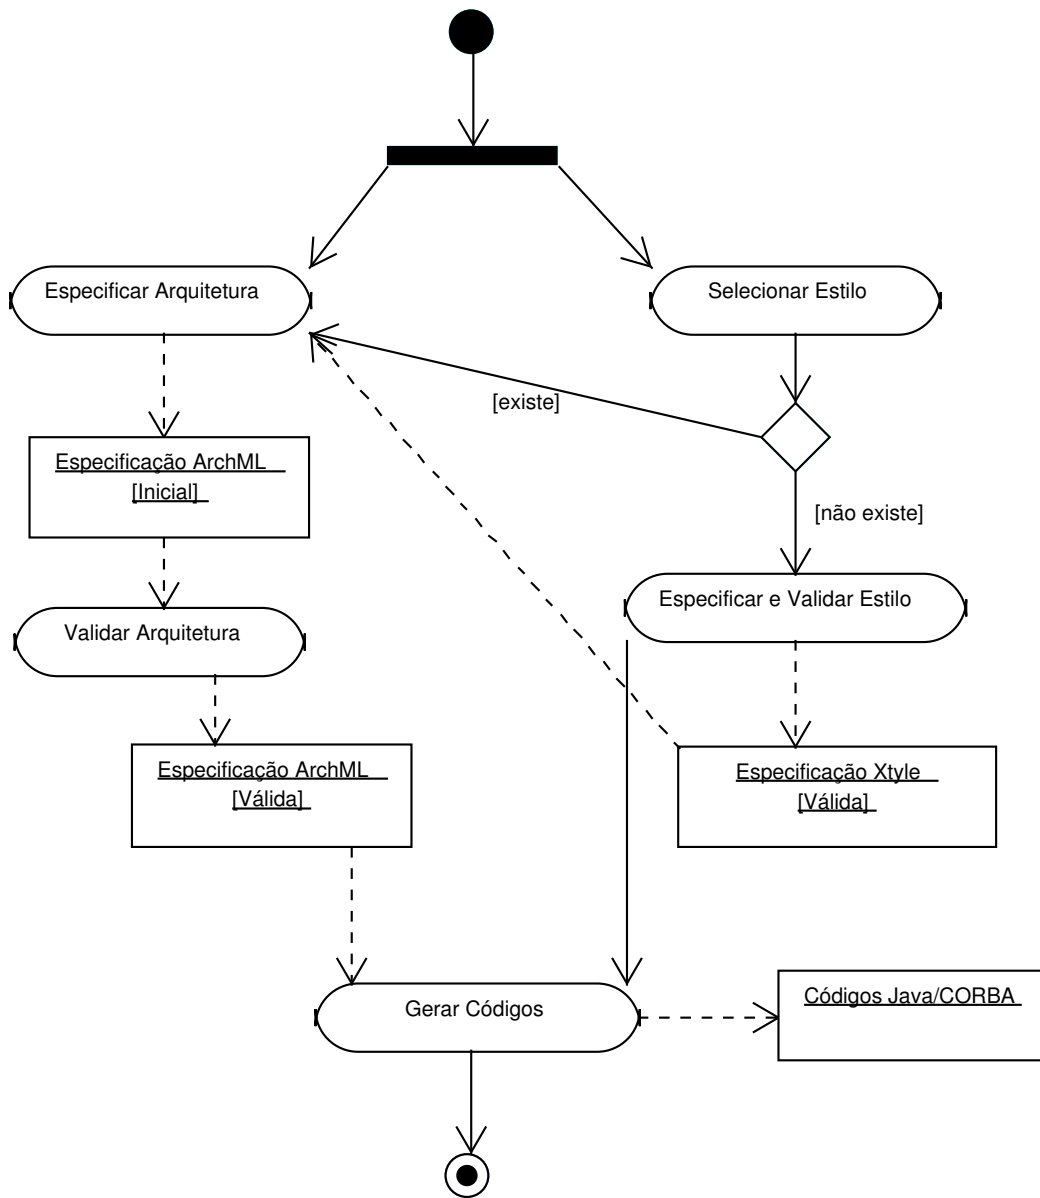 Especificar Arquitetura
Selecionar Estilo
[existe]
Especificação ArchML
[Inicial]
[não existe]
Especificar e Validar Estilo
Validar Arquitetura
Especificação ArchML
[Válida]
Especificação Xtyle
[Válida]
Gerar Códigos
Códigos Java/CORBA